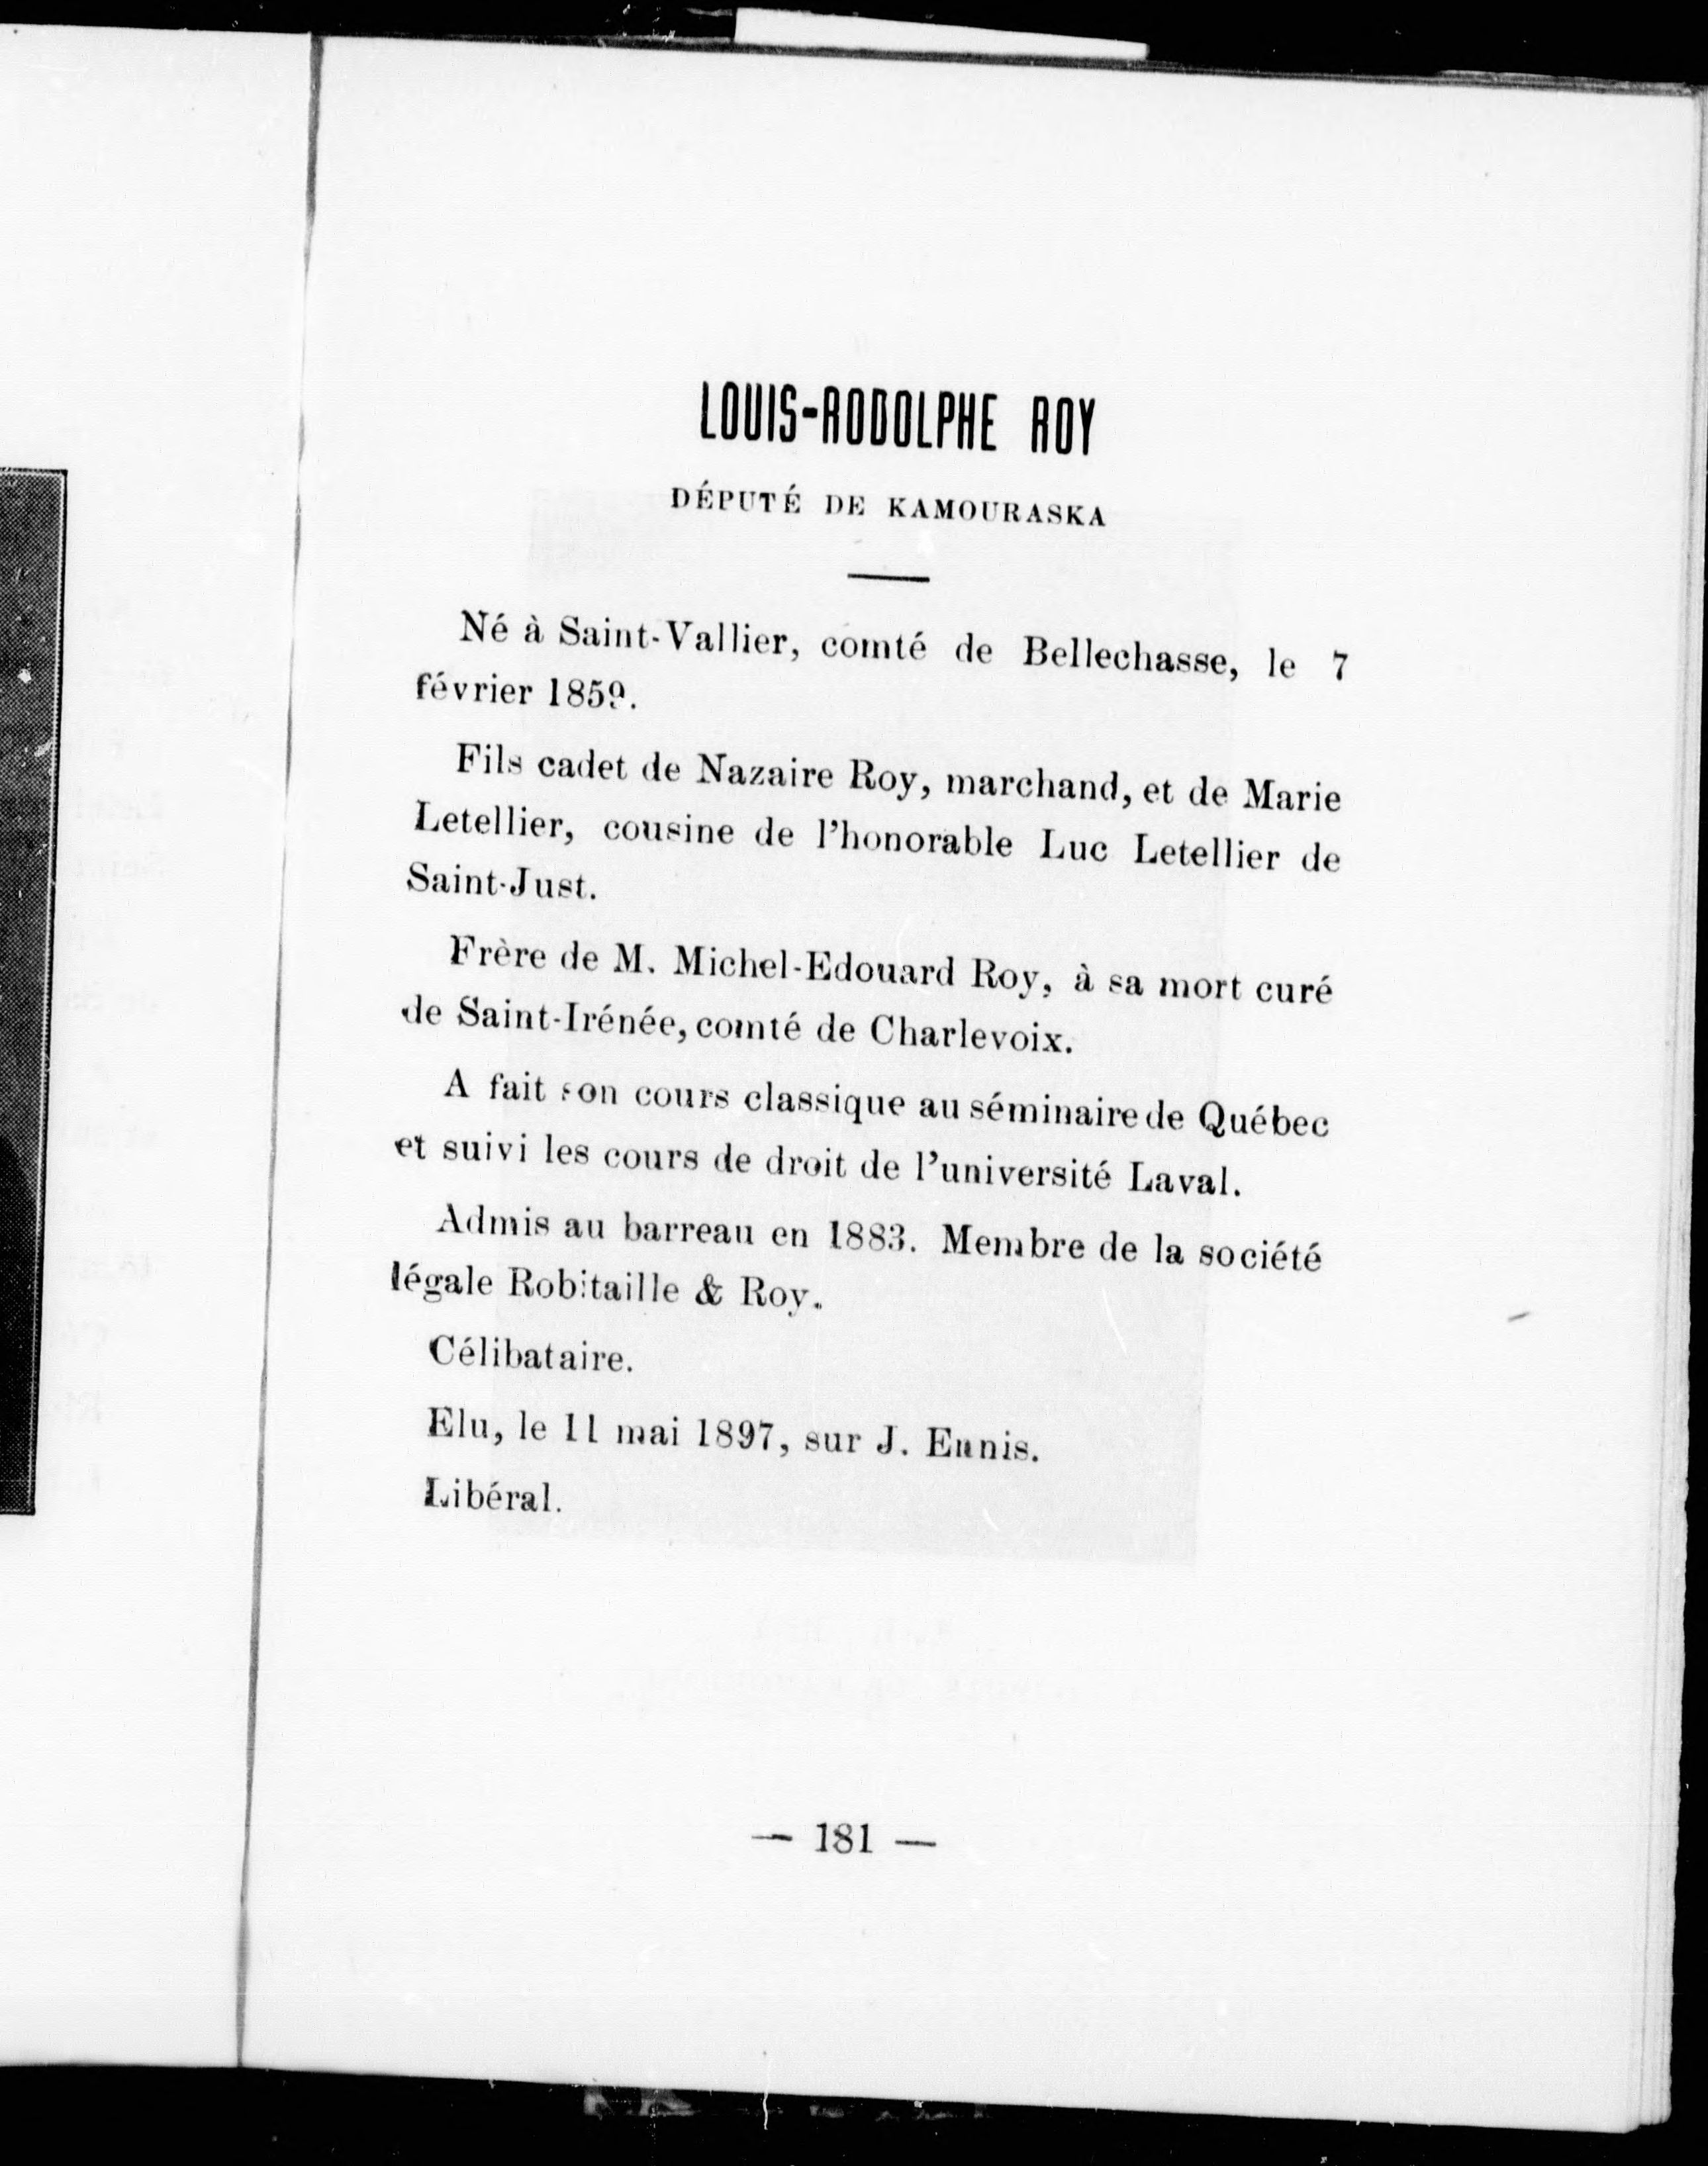 LOUIS-RODOLPHE ROY
DÉPUTÉ DE KAMOURASKA
Né à Saint-Vallier, comté de Bellechasse, le 7
février 1859.
Fils cadet de Nazaire Roy, marchand, et de Marie
Letellier, cousine de l'honorable Luc Letellier de
Saint-Just.
Frère de M. Michel-Edouard Roy, à sa mort curé
de Saint-Irénée, comté de Charlevoix.
A fait son cours classique au séminaire de Québec
et suivi les cours de droit de l'université Laval.
Admis au barreau en 1883. Membre de la société
légale Robitaille & Roy.
Célibataire.
Elu, le 11 mai 1897, sur J. Ennis.
Libéral.
— 181 —